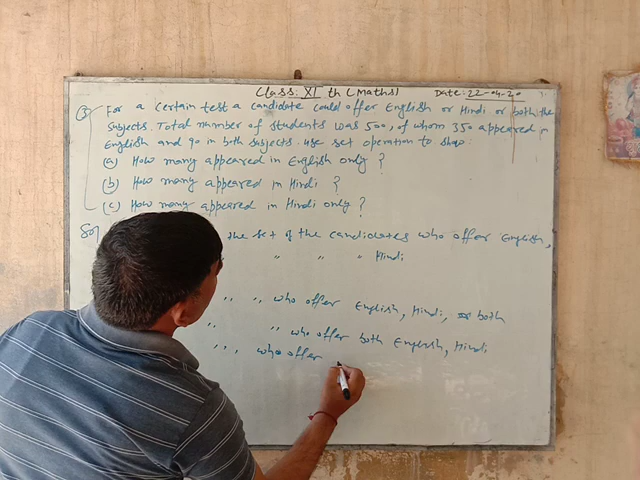 Class: XI th (Maths) Date: 22-04-20
Q For a certain test a candidate could offer English or Hindi or both the
subjects. Total number of students was 500, of whom 350 appeared in
English and 90 in both subjects. use set operation to show:
(a) How many appeared in English only?
(b) How many appeared in Hindi ?
(c) How many appeared in Hindi only?
Sol the set of the candidates who offer English,
" " " Hindi
" " who offer English, Hindi, or both
" " who offer both English, Hindi
" " " who offer